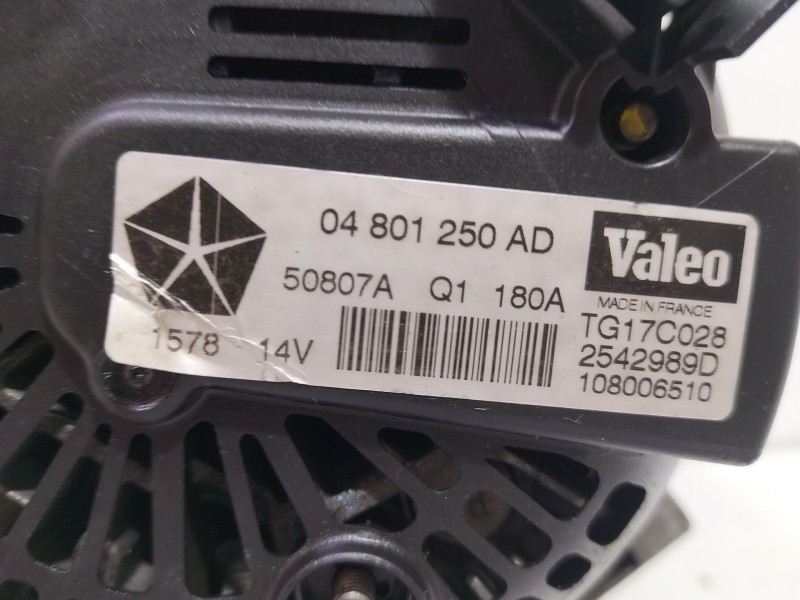 04 801 250 AD
50807A Q1 180A
1578 14V
Valeo
MADE IN FRANCE
TG17C028
2542989D
108006510